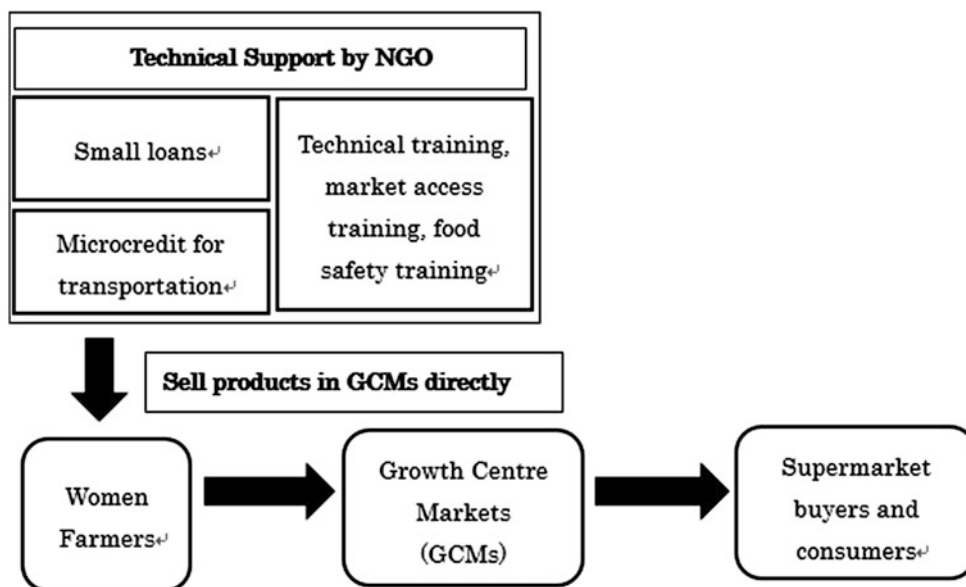 Technical Support by NGO
Small loans↵
Microcredit for
transportation↵
Technical training,
market access
training, food
safety training↵
Sell products in GCMs directly
Women
Farmers↵
Growth Centre
Markets
(GCMs)
Supermarket
buyers and
consumers↵